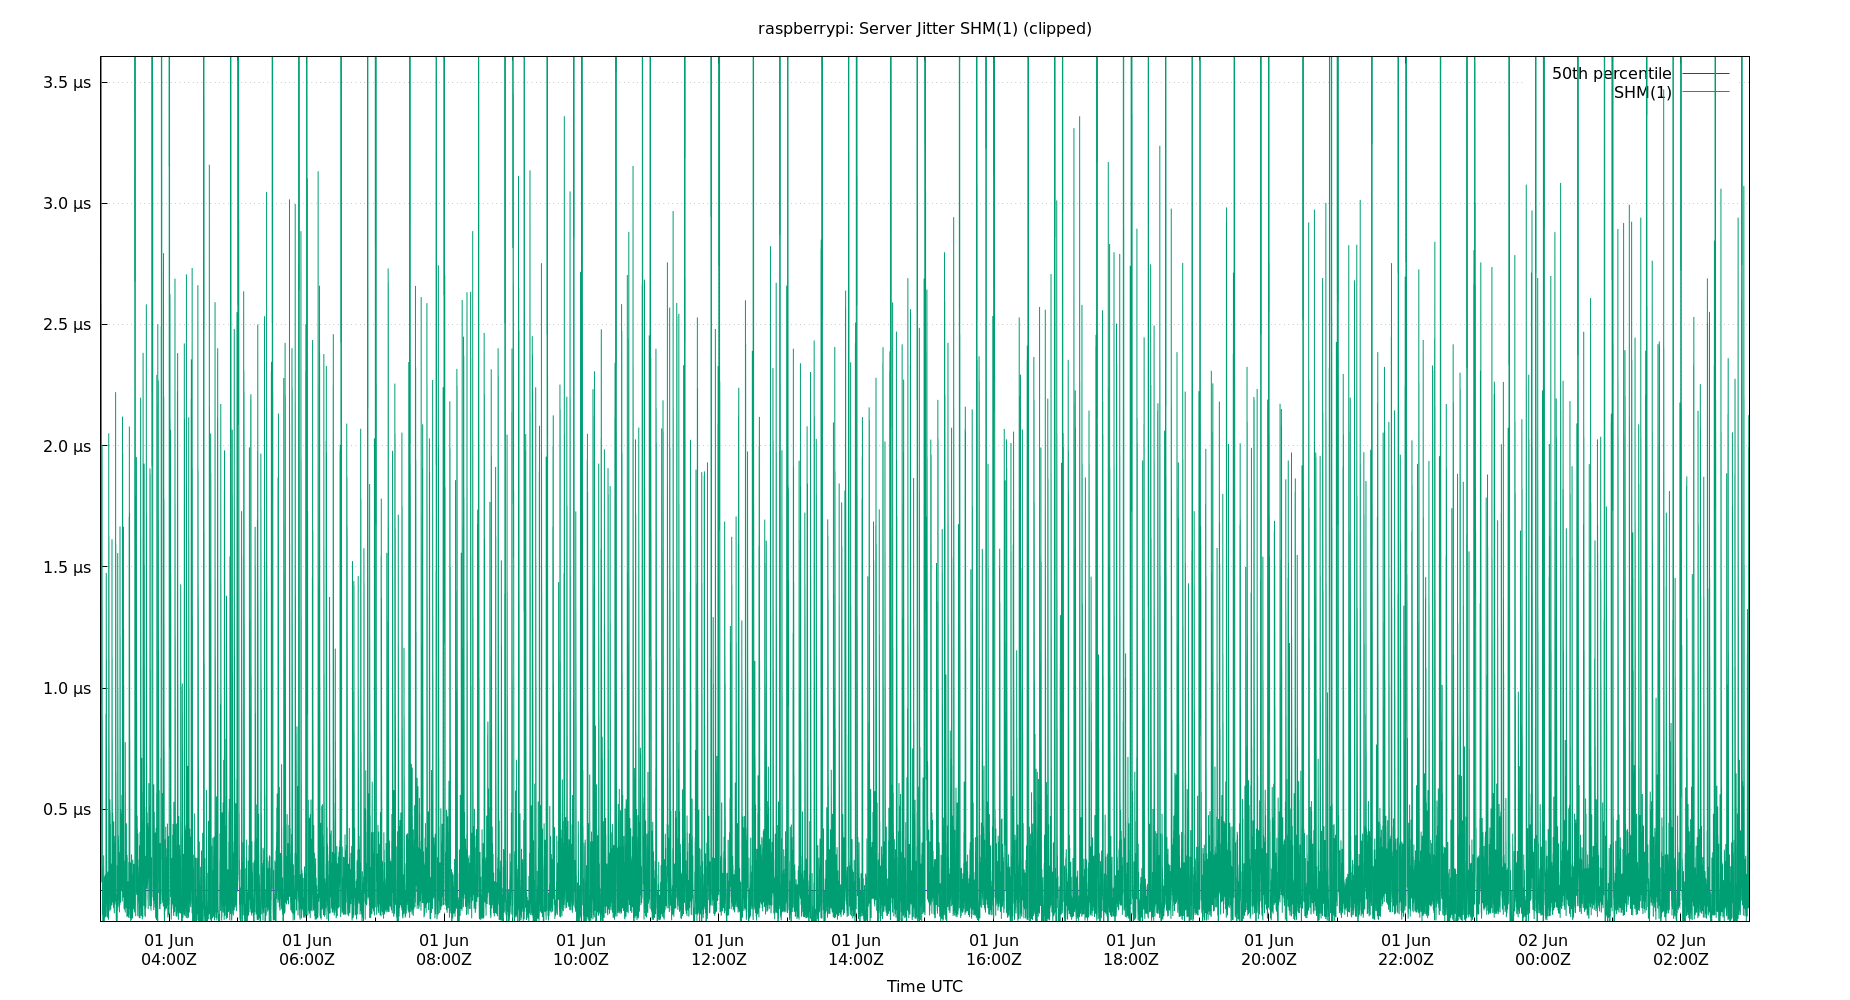 raspberrypi: Server Jitter SHM(1) (clipped)
50th percentile
SHM(1)
3.5 µs
3.0 µs
2.5 µs
2.0 µs
1.5 µs
1.0 µs
0.5 µs
01 Jun 01 Jun 01 Jun 01 Jun 01 Jun 01 Jun 01 Jun 01 Jun 01 Jun 01 Jun 02 Jun 02 Jun
04:00Z 06:00Z 08:00Z 10:00Z 12:00Z 14:00Z 16:00Z 18:00Z 20:00Z 22:00Z 00:00Z 02:00Z
Time UTC